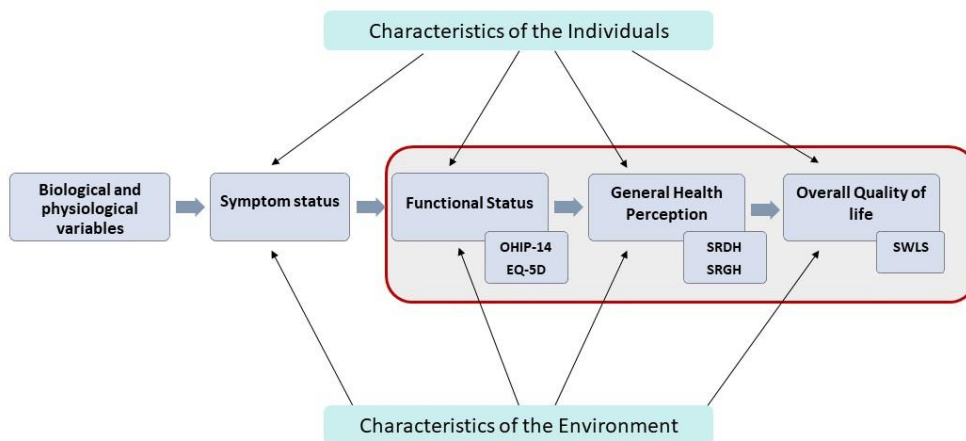 Characteristics of the Individuals
Biological and
physiological
variables
Symptom status
Functional Status
OHIP-14
EQ-5D
General Health
Perception
SRDH
SRGH
Overall Quality of
life
SWLS
Characteristics of the Environment